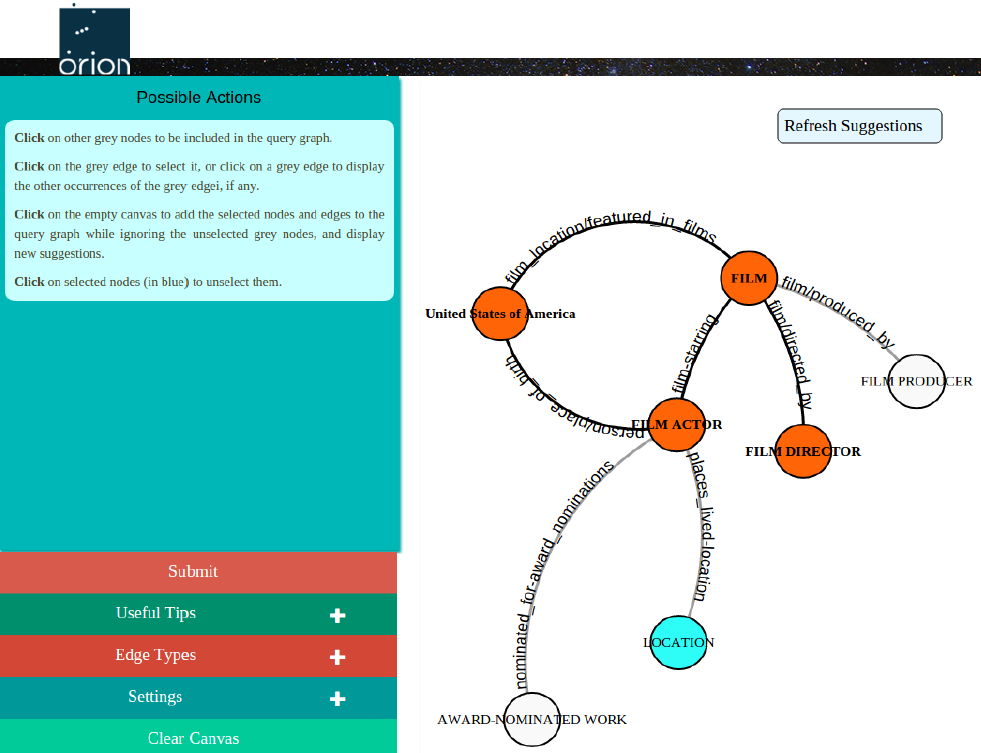 orion
Possible Actions
Click on other grey nodes to be included in the query graph.
Click on the grey edge to select it, or click on a grey edge to display
the other occurrences of the grey edgei, if any.
Click on the empty canvas to add the selected nodes and edges to the
query graph while ignoring the unselected grey nodes, and display
new suggestions.
Click on selected nodes (in blue) to unselect them.
Submit
Useful Tips
Edge Types
Settings
Clear Canvas
Refresh Suggestions
film_location/featured_in_films
FILM
film/produced_by
United States of America
film-starring
film/directed_by
FILM PRODUCER
person/place_of_birth
FILM ACTOR
FILM DIRECTOR
nominated_for-award_nominations
places_lived-location
LOCATION
AWARD-NOMINATED WORK